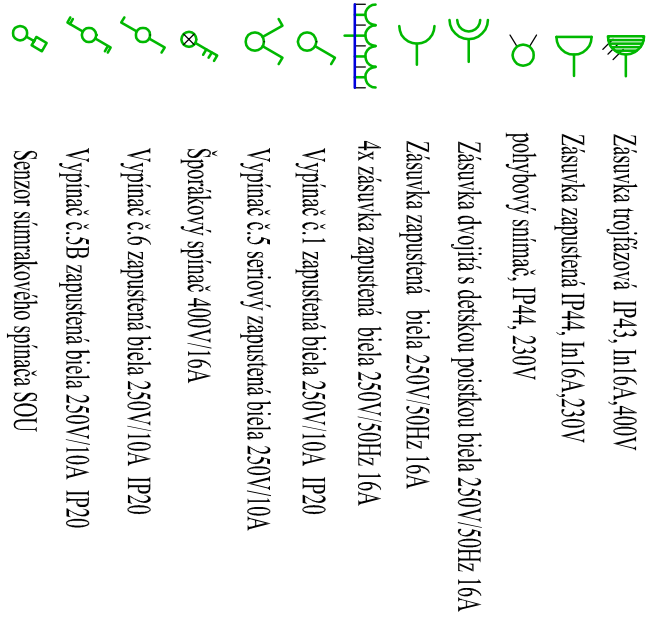 Zásuvka trojfázová IP43, In16A,400V
Zásuvka zapustená IP44, In16A,230V
pohybový snímač, IP44, 230V
Zásuvka dvojitá s detskou poistkou biela 250V/50Hz 16A
Zásuvka zapustená biela 250V/50Hz 16A
4x zásuvka zapustená biela 250V/50Hz 16A
Vypínač č.1 zapustená biela 250V/10A IP20
Vypínač č.5 seriový zapustená biela 250V/10A
Šporákový spínač 400V/16A
Vypínač č.6 zapustená biela 250V/10A IP20
Vypínač č.5B zapustená biela 250V/10A IP20
Senzor súmrakového spínača SOU